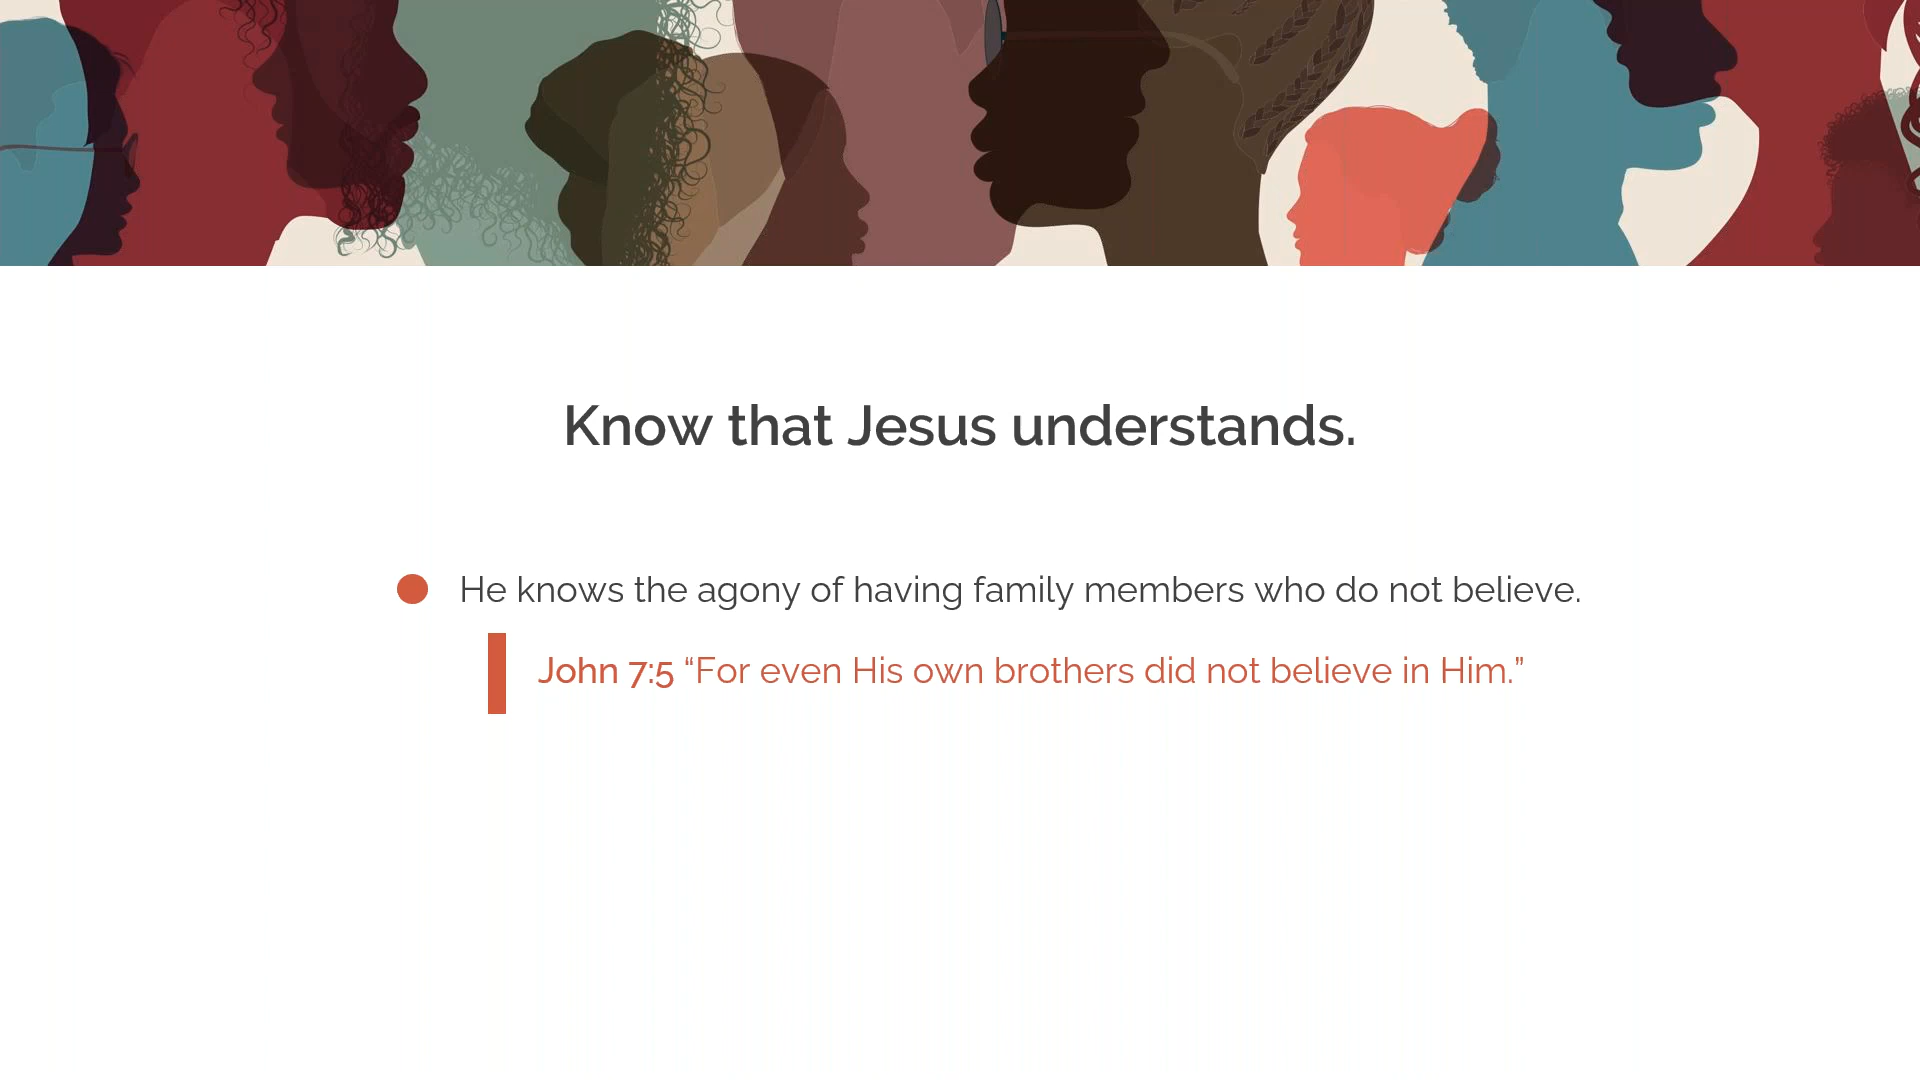 Know that Jesus understands.
He knows the agony of having family members who do not believe.
John 7:5 “For even His own brothers did not believe in Him.”